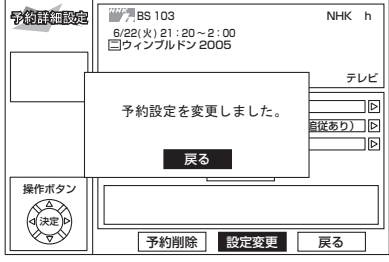 予約詳細設定
NHK BS 103
NHK h
6/22(火) 21:20~2:00
ウィンブルドン 2005
テレビ
予約設定を変更しました。
追従あり)
戻る
操作ボタン
決定
予約削除
設定変更
戻る